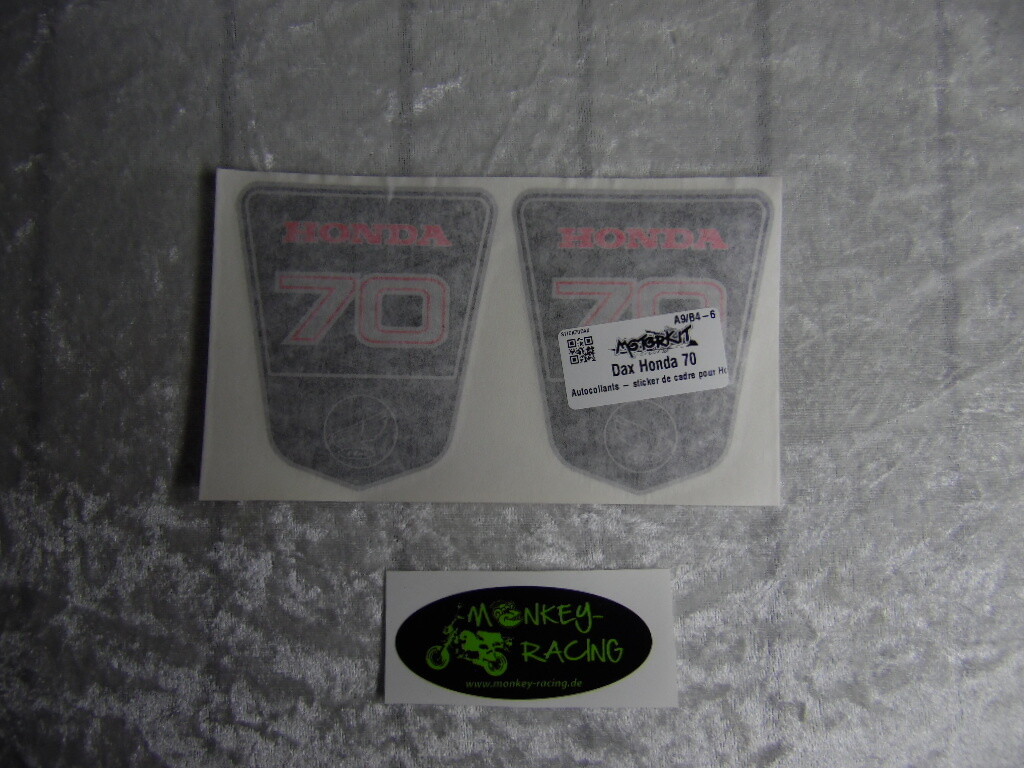 HONDA
70
HONDA
70
STICK70DAX
A9/B4-6
MOTORKIT
Dax Honda 70
Autocollants - sticker de cadre pour Ho
MONKEY-
RACING
www.monkey-racing.de